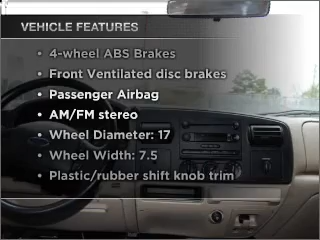 VEHICLE FEATURES
• 4-wheel ABS Brakes
• Front Ventilated disc brakes
• Passenger Airbag
• AM/FM stereo
• Wheel Diameter: 17
• Wheel Width: 7.5
• Plastic/rubber shift knob trim